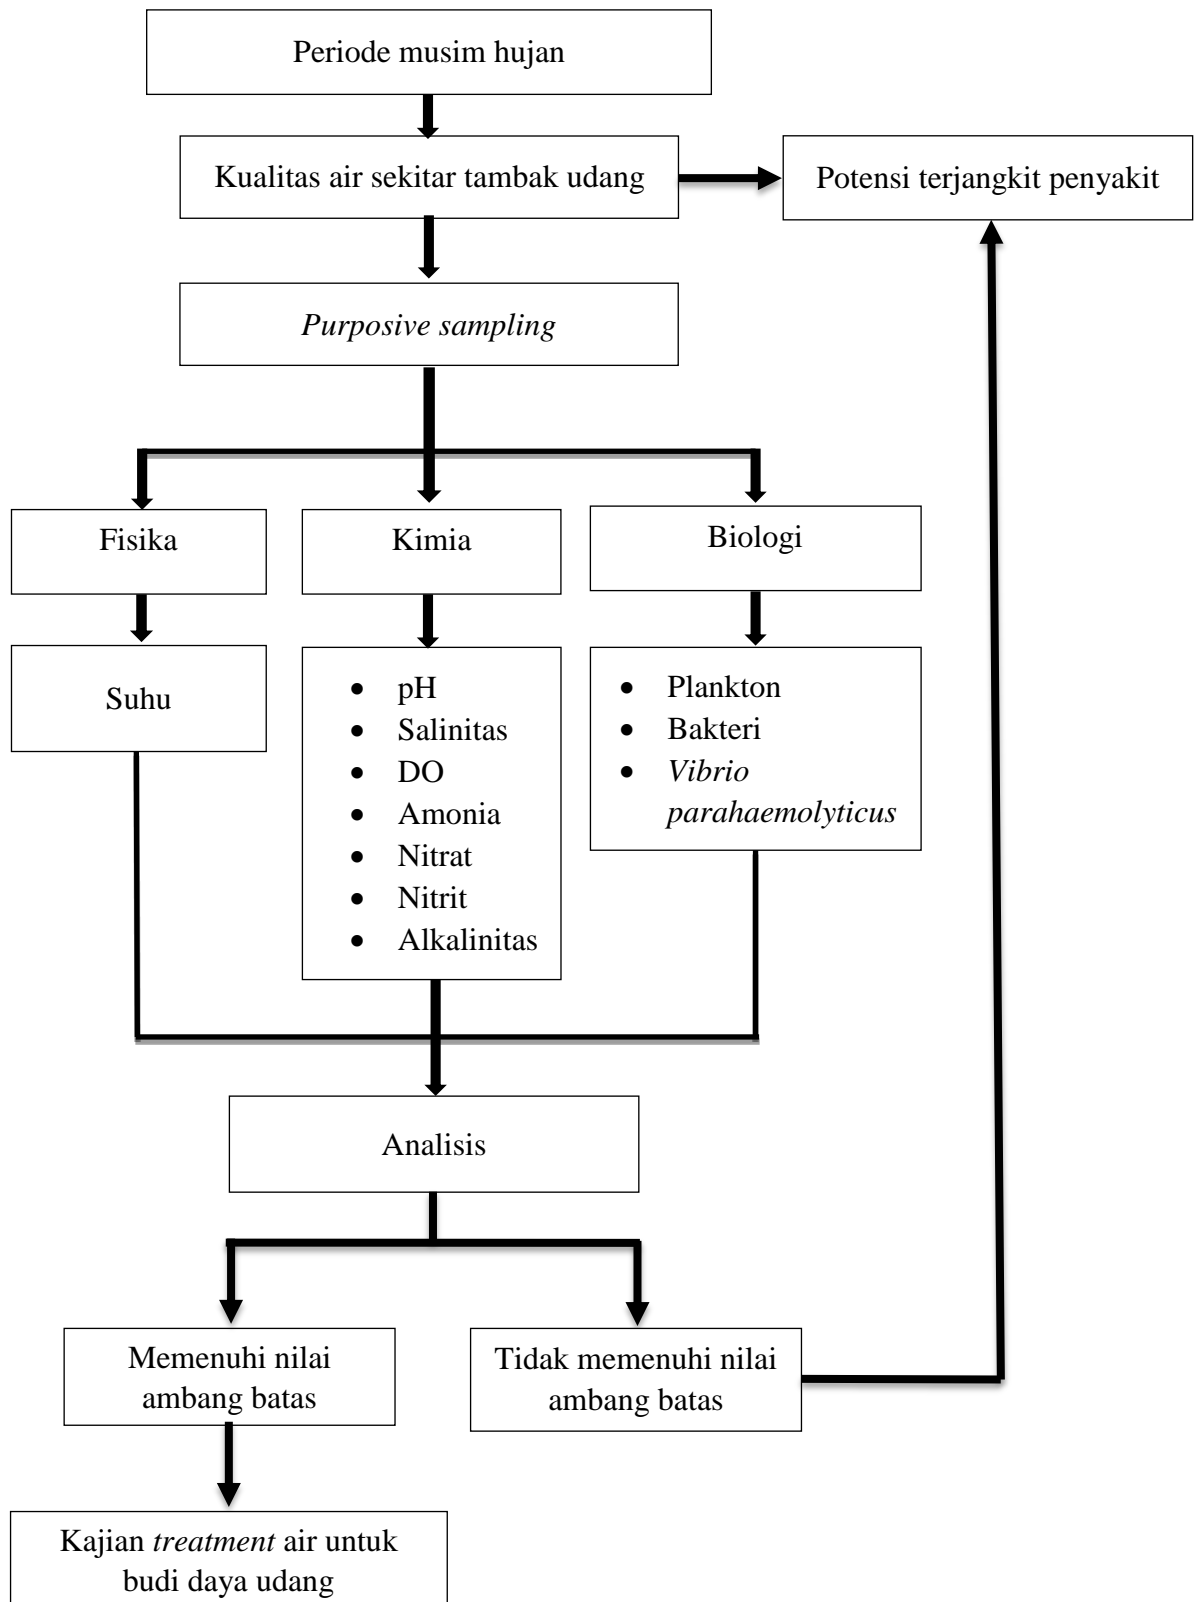 Periode musim hujan
Kualitas air sekitar tambak udang
Potensi terjangkit penyakit
Purposive sampling
Fisika
Kimia
Biologi
Suhu
• pH
• Salinitas
• DO
• Amonia
• Nitrat
• Nitrit
• Alkalinitas
• Plankton
• Bakteri
• Vibrio
parahaemolyticus
Analisis
Memenuhi nilai
ambang batas
Tidak memenuhi nilai
ambang batas
Kajian treatment air untuk
budi daya udang